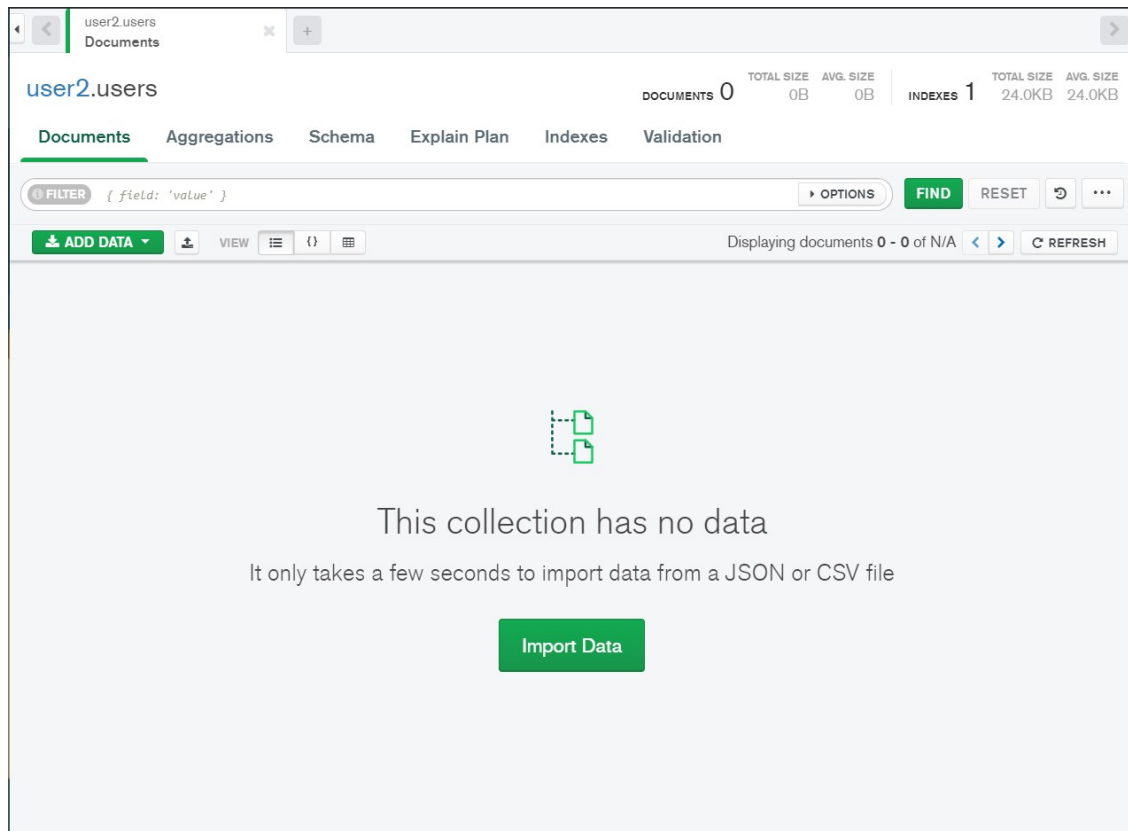 user2.users
Documents
user2.users
DOCUMENTS 0 TOTAL SIZE 0B AVG. SIZE 0B INDEXES 1 TOTAL SIZE 24.0KB AVG. SIZE 24.0KB
Documents Aggregations Schema Explain Plan Indexes Validation
FILTER { field: 'value' } OPTIONS FIND RESET
ADD DATA VIEW {} Displaying documents 0 - 0 of N/A REFRESH
This collection has no data
It only takes a few seconds to import data from a JSON or CSV file
Import Data